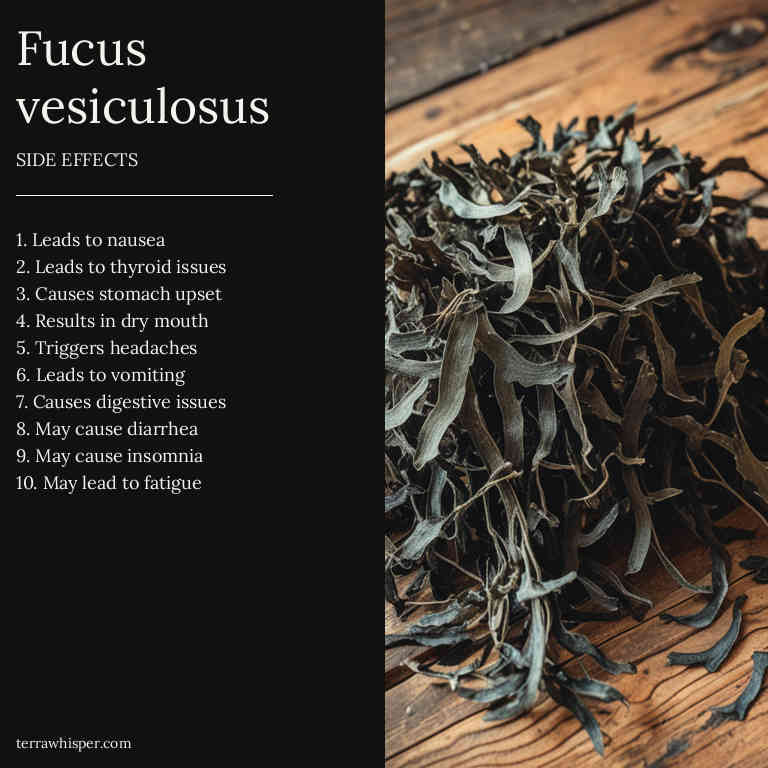 Fucus
vesiculosus
SIDE EFFECTS
1. Leads to nausea
2. Leads to thyroid issues
3. Causes stomach upset
4. Results in dry mouth
5. Triggers headaches
6. Leads to vomiting
7. Causes digestive issues
8. May cause diarrhea
9. May cause insomnia
10. May lead to fatigue
terrawhisper.com